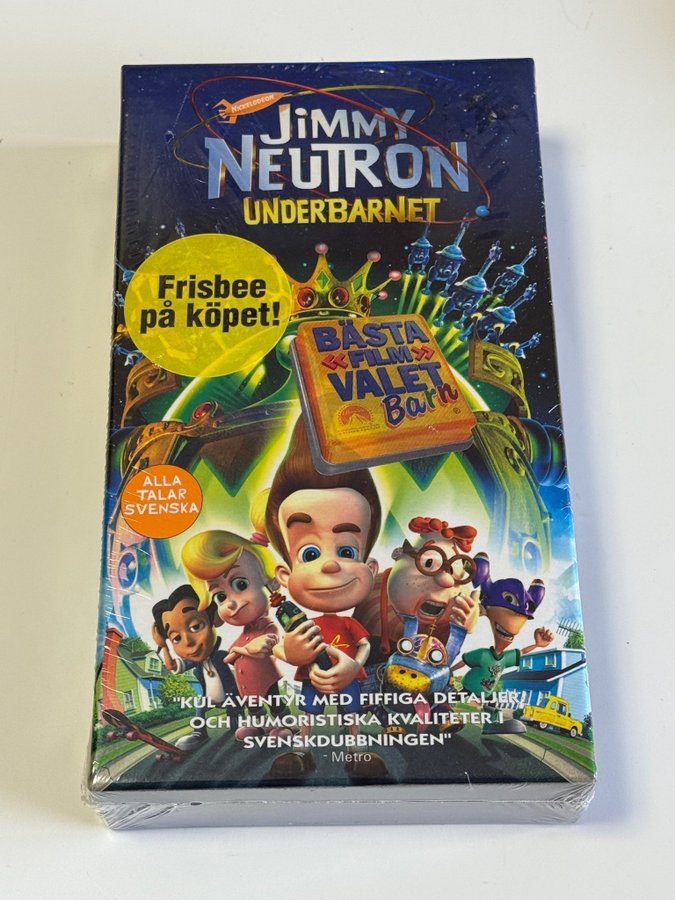 NICKELODEON
JIMMY
NEUTRON
UNDERBARNET
Frisbee
på köpet!
BÄSTA
«FILM»
VALET
Barn
ALLA
TALAR
SVENSKA
"KUL ÄVENTYR MED FIFFIGA DETALJER
OCH HUMORISTISKA KVALITETER I
SVENSKDUBBNINGEN"
- Metro